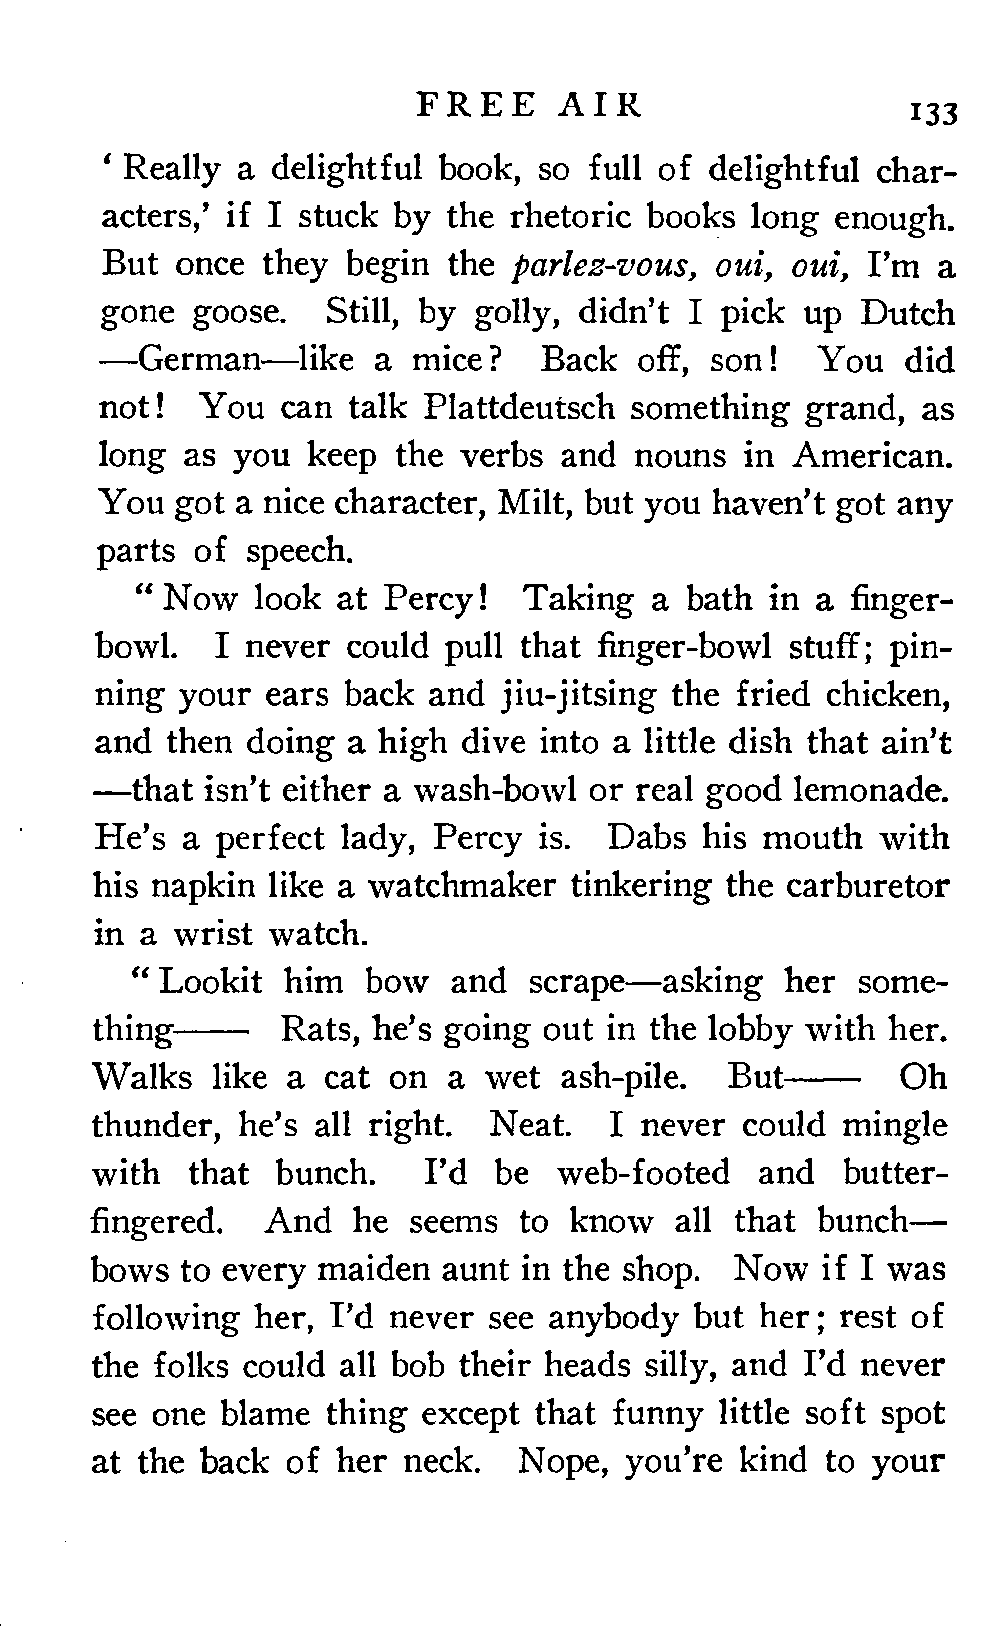 FREE AIR 133
‘Really a delightful book, so full of delightful char-
acters,’ if I stuck by the rhetoric books long enough.
But once they begin the parlez-vous, oui, oui, I’m a
gone goose. Still, by golly, didn’t I pick up Dutch
—German—like a mice? Back off, son! You did
not! You can talk Plattdeutsch something grand, as
long as you keep the verbs and nouns in American.
You got a nice character, Milt, but you haven’t got any
parts of speech.
“Now look at Percy! Taking a bath in a finger-
bowl. I never could pull that finger-bowl stuff; pin-
ning your ears back and jiu-jitsing the fried chicken,
and then doing a high dive into a little dish that ain’t
—that isn’t either a wash-bowl or real good lemonade.
He’s a perfect lady, Percy is. Dabs his mouth with
his napkin like a watchmaker tinkering the carburetor
in a wrist watch.
“Lookit him bow and scrape—asking her some-
thing—— Rats, he’s going out in the lobby with her.
Walks like a cat on a wet ash-pile. But—— Oh
thunder, he’s all right. Neat. I never could mingle
with that bunch. I’d be web-footed and butter-
fingered. And he seems to know all that bunch—
bows to every maiden aunt in the shop. Now if I was
following her, I’d never see anybody but her; rest of
the folks could all bob their heads silly, and I’d never
see one blame thing except that funny little soft spot
at the back of her neck. Nope, you’re kind to your